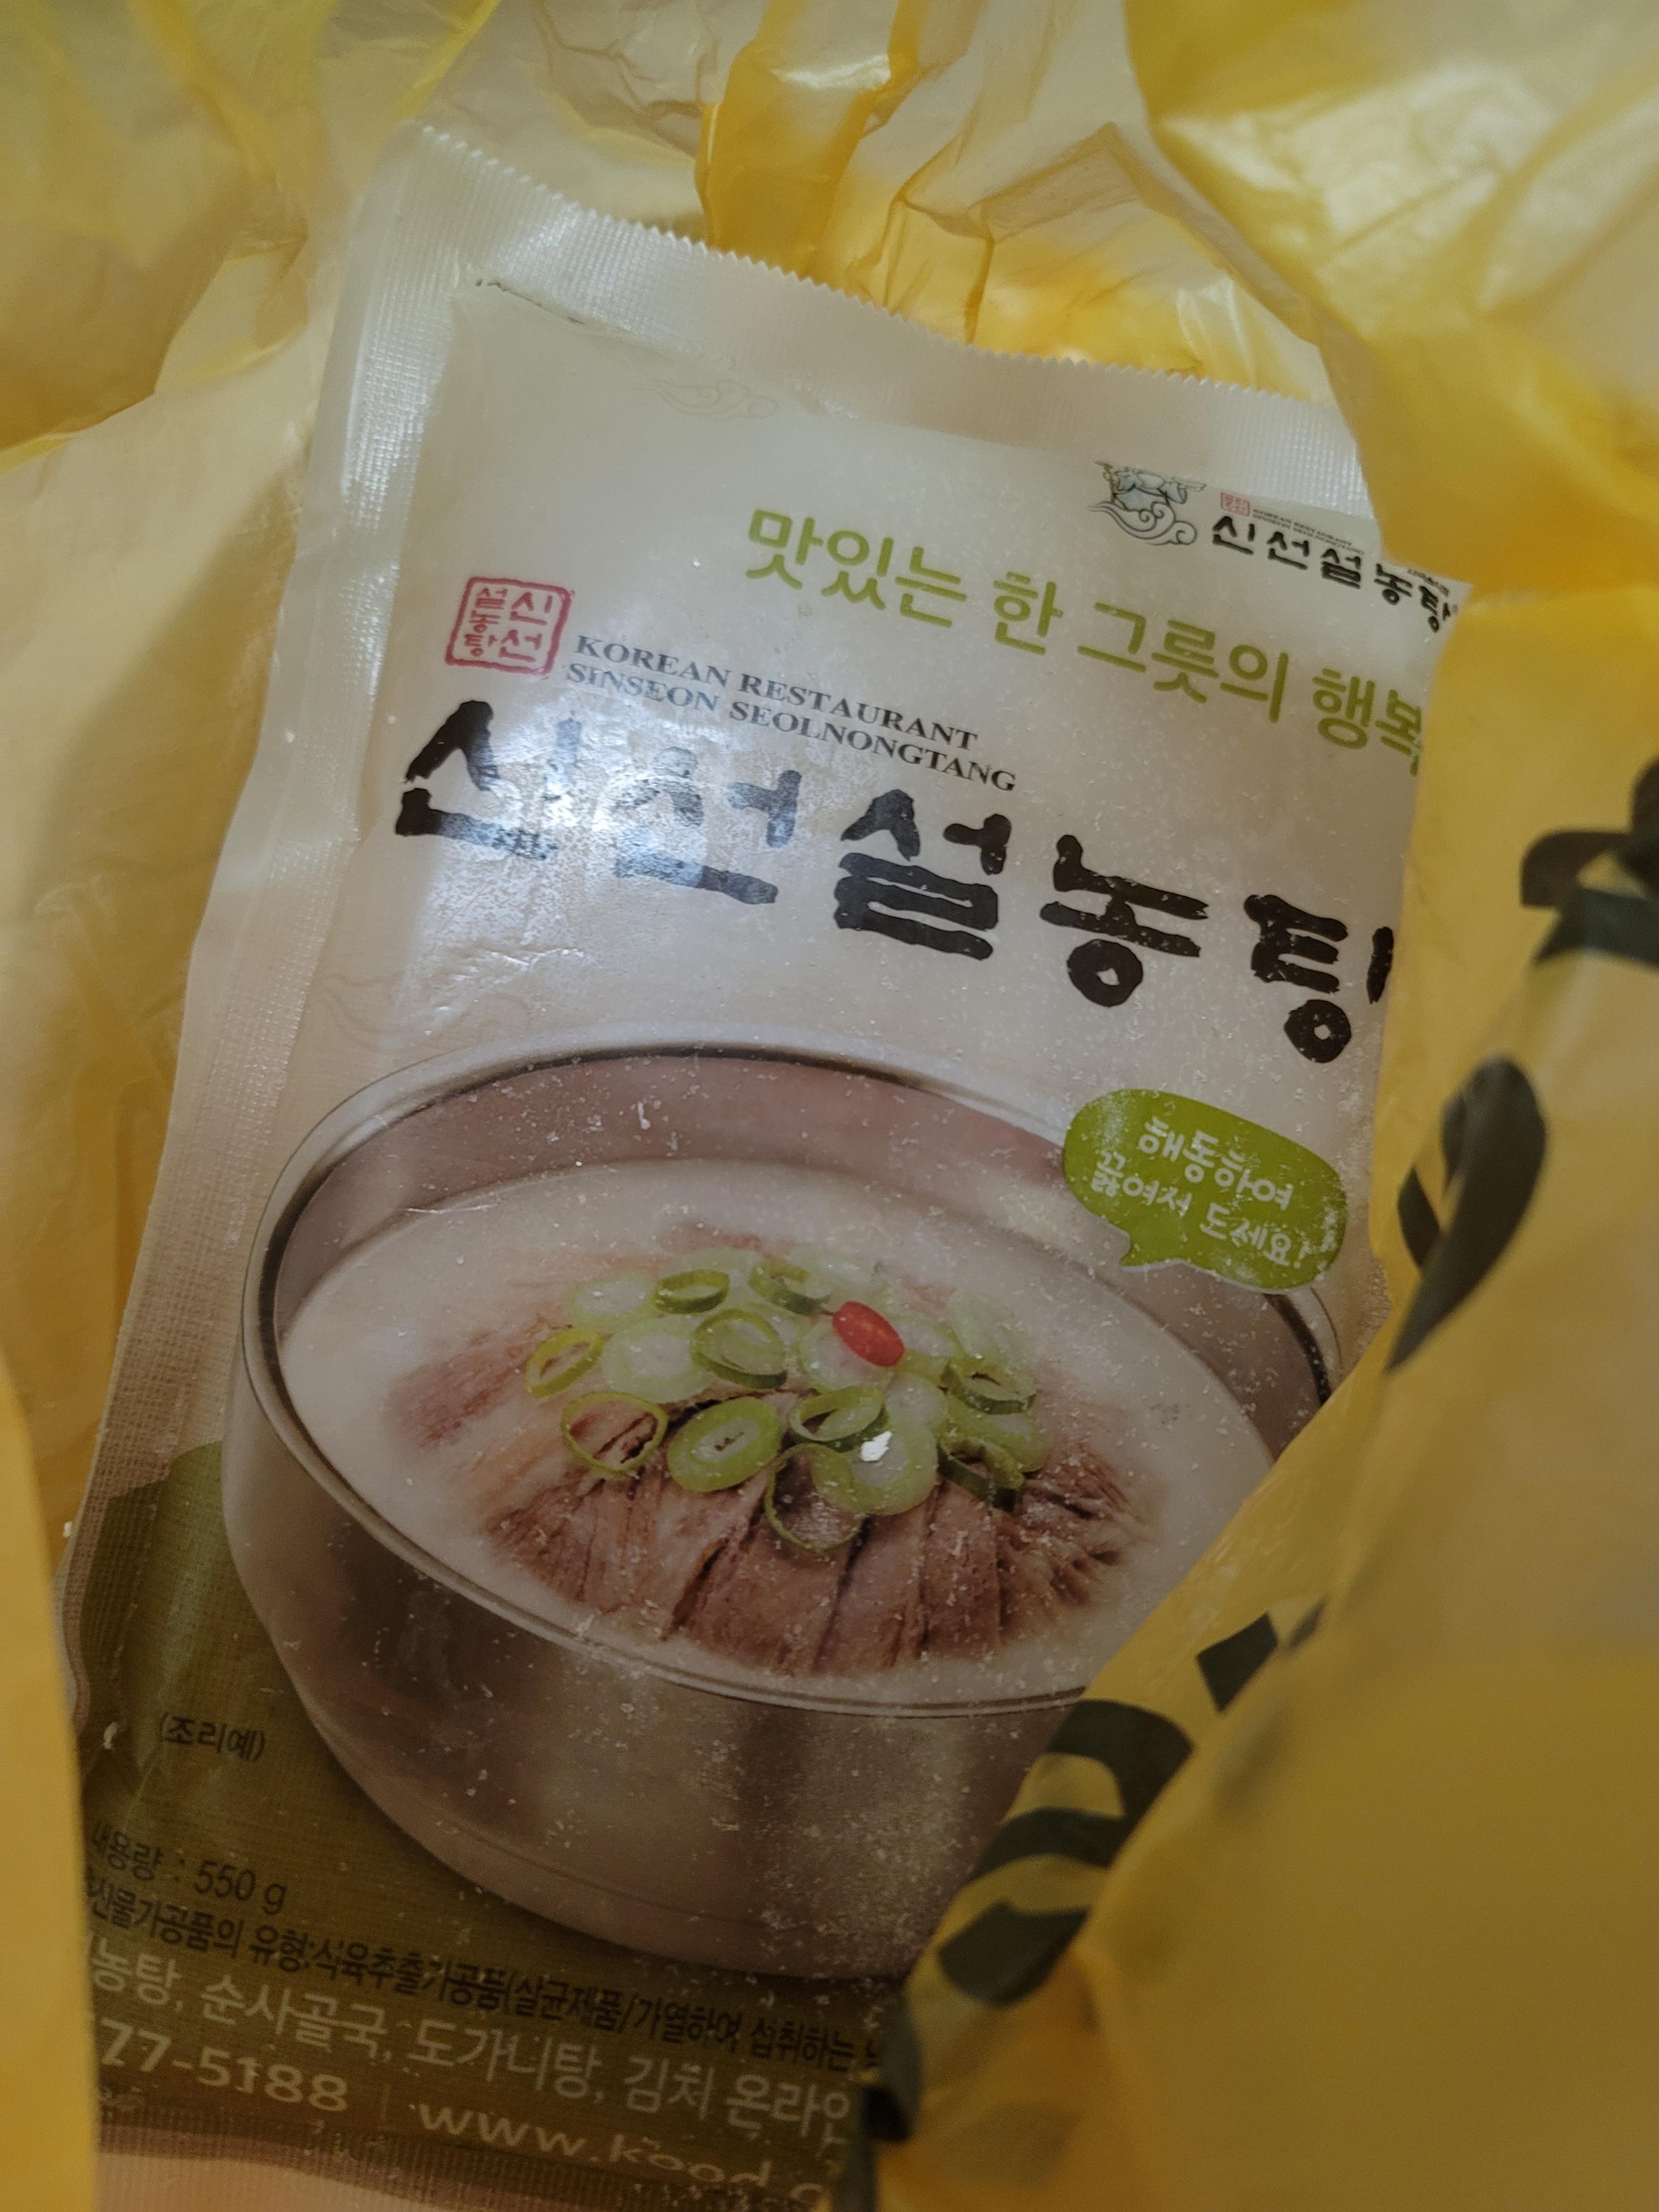 신선설농탕
맛있는 한 그릇의 행복
신선
설농탕
KOREAN RESTAURANT
SINSEON SEOLNONGTANG
신선설농탕
해동하여
끓여서 드세요!
(조리예)
내용량 : 550 g
축산물가공품의 유형:식육추출가공품(살균제품/가열하여 섭취하는
농탕, 순사골국, 도가니탕, 김치 온라인
77-5188 | www.kood